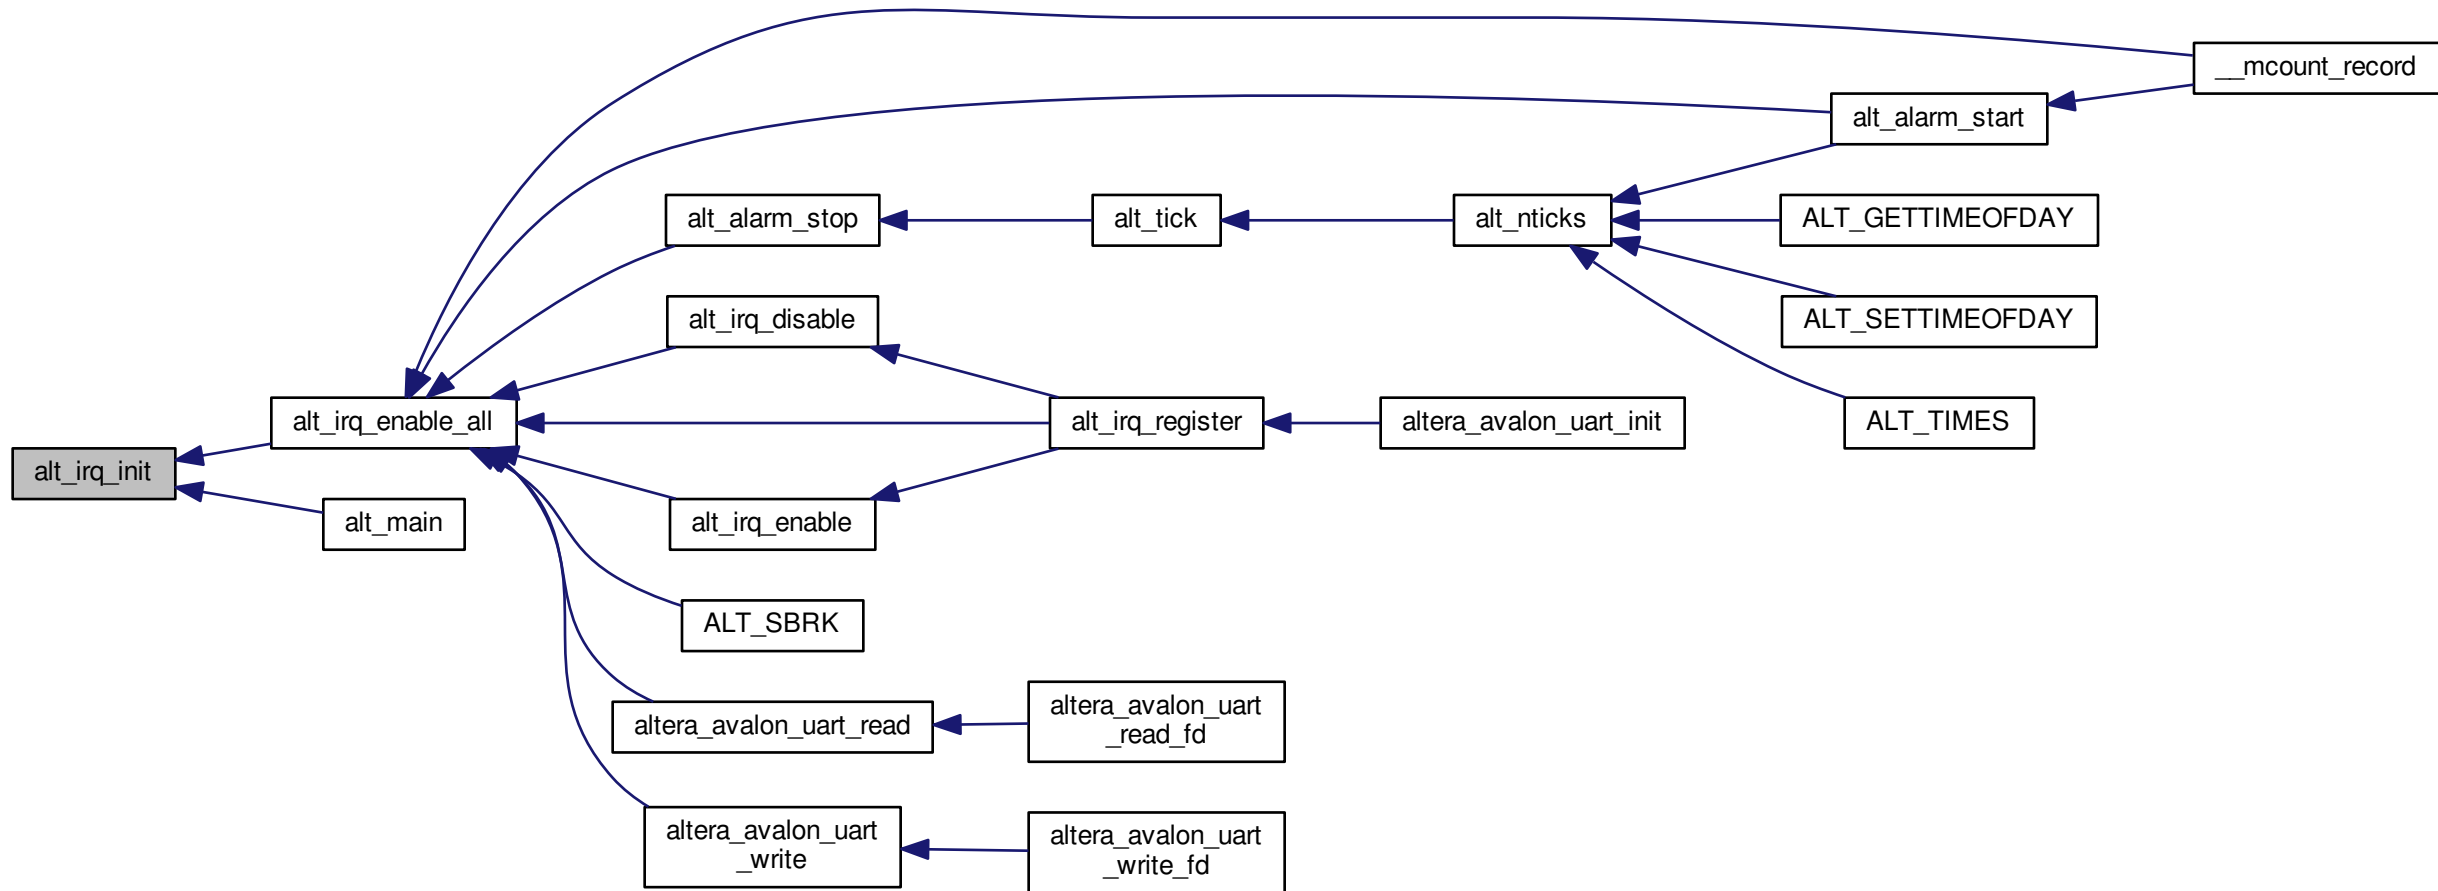 __mcount_record
alt_alarm_start
alt_alarm_stop
alt_tick
alt_nticks
ALT_GETTIMEOFDAY
alt_irq_disable
ALT_SETTIMEOFDAY
alt_irq_enable_all
alt_irq_register
altera_avalon_uart_init
ALT_TIMES
alt_irq_init
alt_main
alt_irq_enable
ALT_SBRK
altera_avalon_uart_read
altera_avalon_uart
_read_fd
altera_avalon_uart
_write
altera_avalon_uart
_write_fd